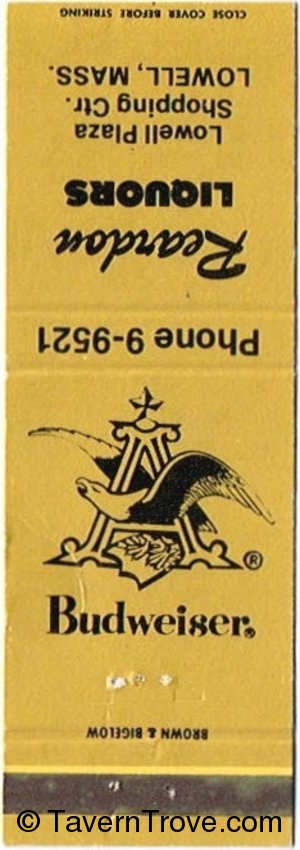 CLOSE COVER BEFORE STRIKING
Reardon
LIQUORS
Lowell Plaza
Shopping Ctr.
LOWELL, MASS.
Phone 9-9521
A
®
Budweiser®
BROWN & BIGELOW
© TavernTrove.com